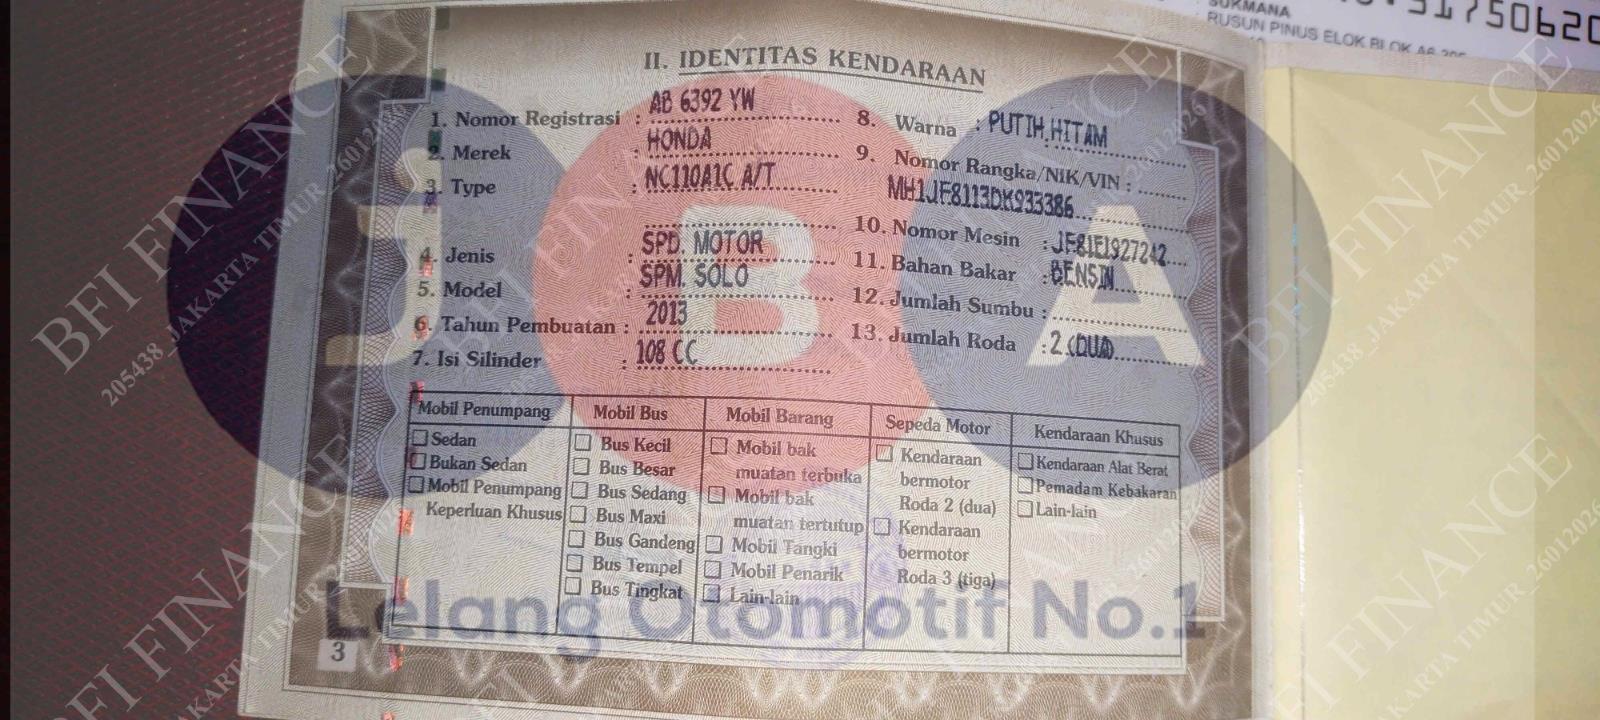 SUKMANA
RUSUN PINUS ELOK BLOK A6
II. IDENTITAS KENDARAAN
1. Nomor Registrasi : AB 6392 YW
2. Merek : HONDA
3. Type : NC110A1C A/T
4. Jenis : SPD. MOTOR
5. Model : SPM. SOLO
6. Tahun Pembuatan : 2013
7. Isi Silinder : 108 CC
8. Warna : PUTIH.HITAM
9. Nomor Rangka/NIK/VIN :
MH1JF8113DK933386
10. Nomor Mesin : JF81E1927242
11. Bahan Bakar : BENSIN
12. Jumlah Sumbu :
13. Jumlah Roda : 2.(DUA)
Mobil Penumpang
Sedan
Bukan Sedan
Mobil Penumpang
Keperluan Khusus
Mobil Bus
Bus Kecil
Bus Besar
Bus Sedang
Bus Maxi
Bus Gandeng
Bus Tempel
Bus Tingkat
Mobil Barang
Mobil bak
muatan terbuka
Mobil bak
muatan tertutup
Mobil Tangki
Mobil Penarik
Lain-lain
Sepeda Motor
Kendaraan
bermotor
Roda 2 (dua)
Kendaraan
bermotor
Roda 3 (tiga)
Kendaraan Khusus
Kendaraan Alat Berat
Pemadam Kebakaran
Lain-lain
3
JBA
Lelang Otomotif No.1
BFI FINANCE
205438_JAKARTA TIMUR_26012026